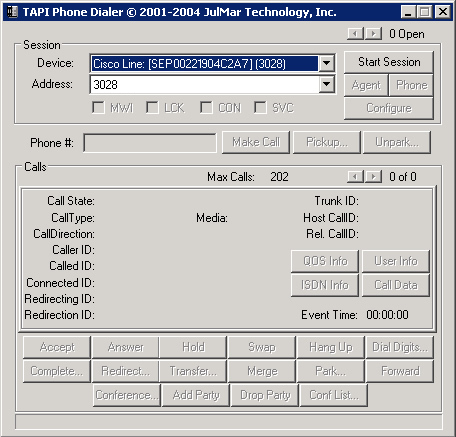 TAPI Phone Dialer © 2001-2004 JulMar Technology, Inc.
0 Open
Session
Device: Cisco Line: [SEP00221904C2A7] (3028) Start Session
Address: 3028 Agent Phone
MWI LCK CON SVC Configure
Phone #: Make Call Pickup... Unpark...
Calls
Max Calls: 202 0 of 0
Call State: Trunk ID:
CallType: Media: Host CallID:
CallDirection: Rel. CallID:
Caller ID:
Called ID: QOS Info User Info
Connected ID:
Redirecting ID: ISDN Info Call Data
Redirection ID: Event Time: 00:00:00
Accept Answer Hold Swap Hang Up Dial Digits...
Complete... Redirect... Transfer... Merge Park... Forward
Conference... Add Party Drop Party Conf List...